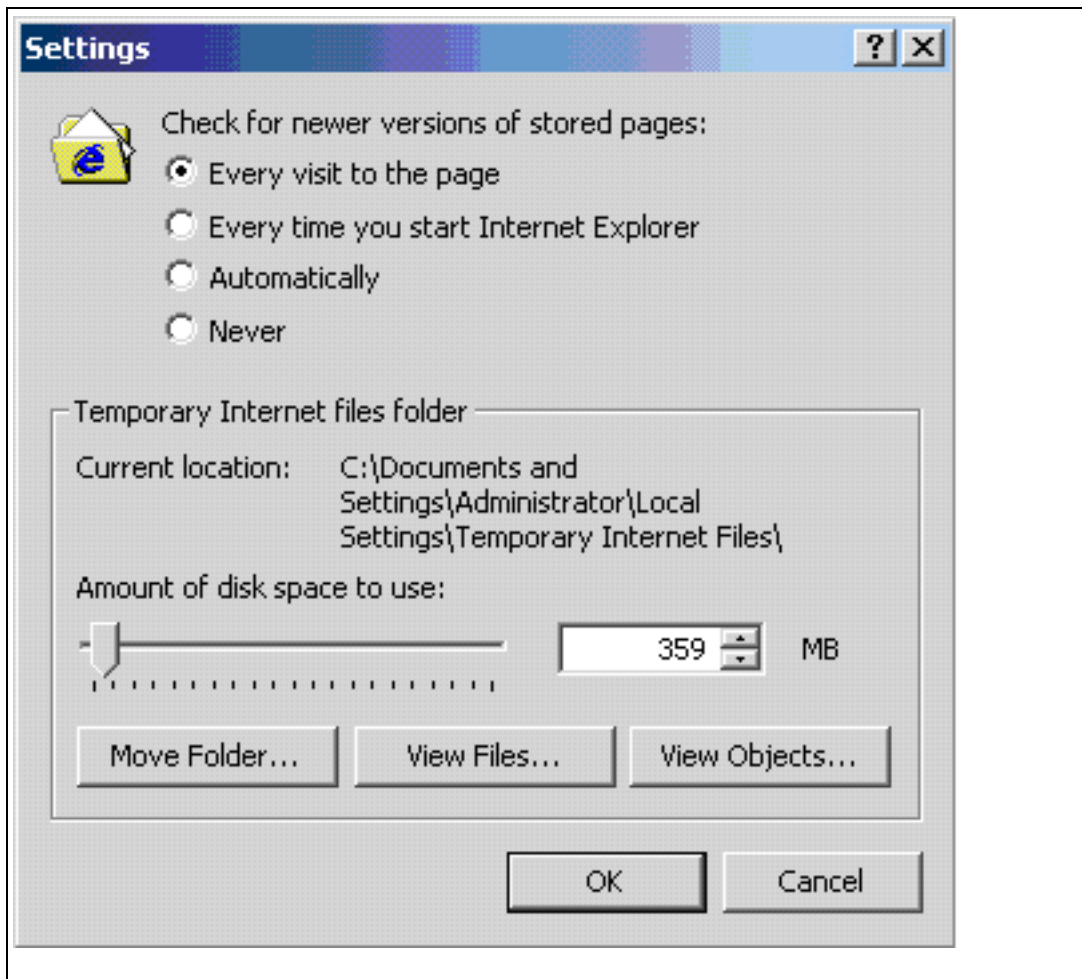 Settings
Check for newer versions of stored pages:
Every visit to the page
Every time you start Internet Explorer
Automatically
Never
Temporary Internet files folder
Current location: C:\Documents and
Settings\Administrator\Local
Settings\Temporary Internet Files\
Amount of disk space to use:
359 MB
Move Folder... View Files... View Objects...
OK Cancel